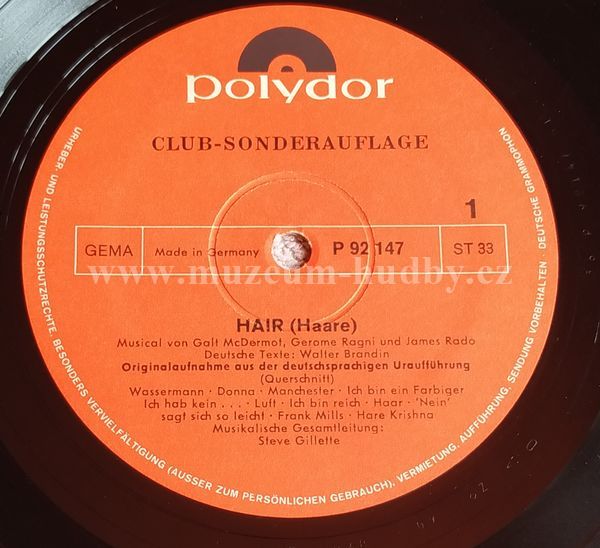 polydor
CLUB-SONDERAUFLAGE
1
GEMA Made in Germany P 92 147 ST 33
www.muzeum-hudby.cz
HAIR (Haare)
Musical von Galt McDermot, Gerome Ragni und James Rado
Deutsche Texte: Walter Brandin
Originalaufnahme aus der deutschsprachigen Uraufführung
(Querschnitt)
Wassermann · Donna · Manchester · Ich bin ein Farbiger
Ich hab kein . . . · Luft · Ich bin reich · Haar · 'Nein'
sagt sich so leicht · Frank Mills · Hare Krishna
Musikalische Gesamtleitung:
Steve Gillette
URHEBER- UND LEISTUNGSSCHUTZRECHTE. BESONDERS VERVIELFÄLTIGUNG (AUSSER ZUM PERSÖNLICHEN GEBRAUCH), VERMIETUNG, AUFFÜHRUNG, SENDUNG VORBEHALTEN DEUTSCHE GRAMMOPHON